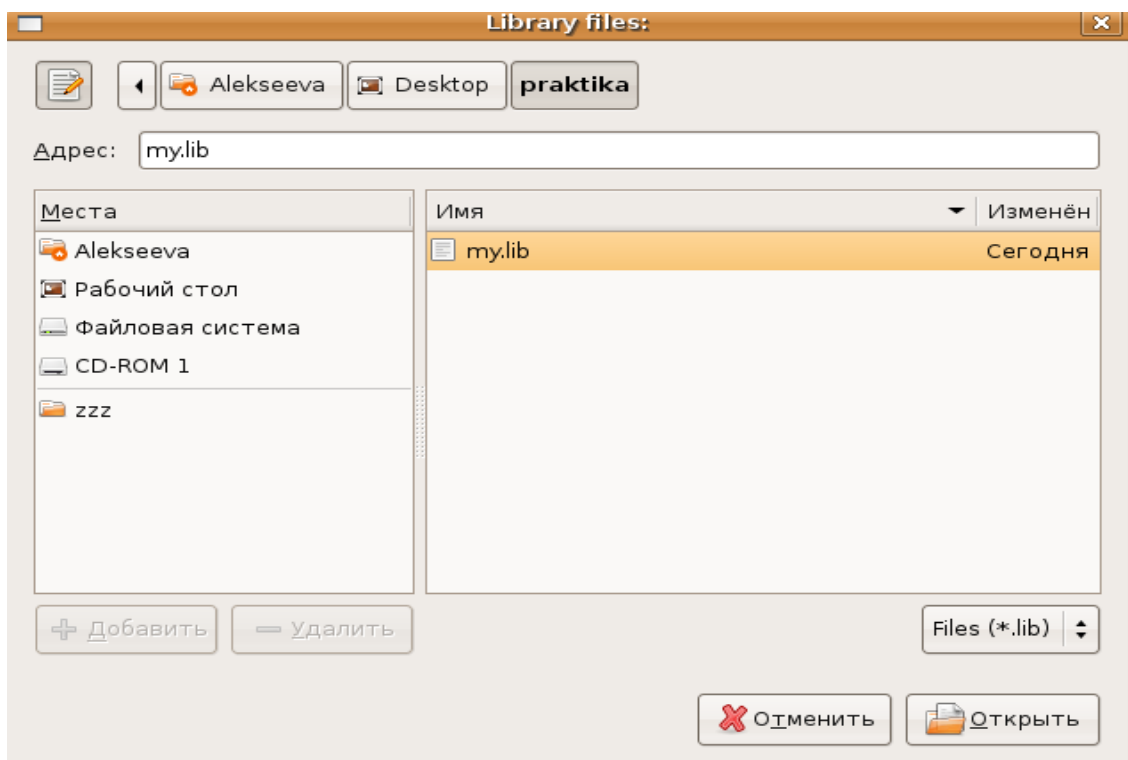 Library files:
Alekseeva Desktop praktika
Адрес: my.lib
Места
Alekseeva
Рабочий стол
Файловая система
CD-ROM 1
zzz
Имя Изменён
my.lib Сегодня
Добавить Удалить
Files (*.lib)
Отменить Открыть